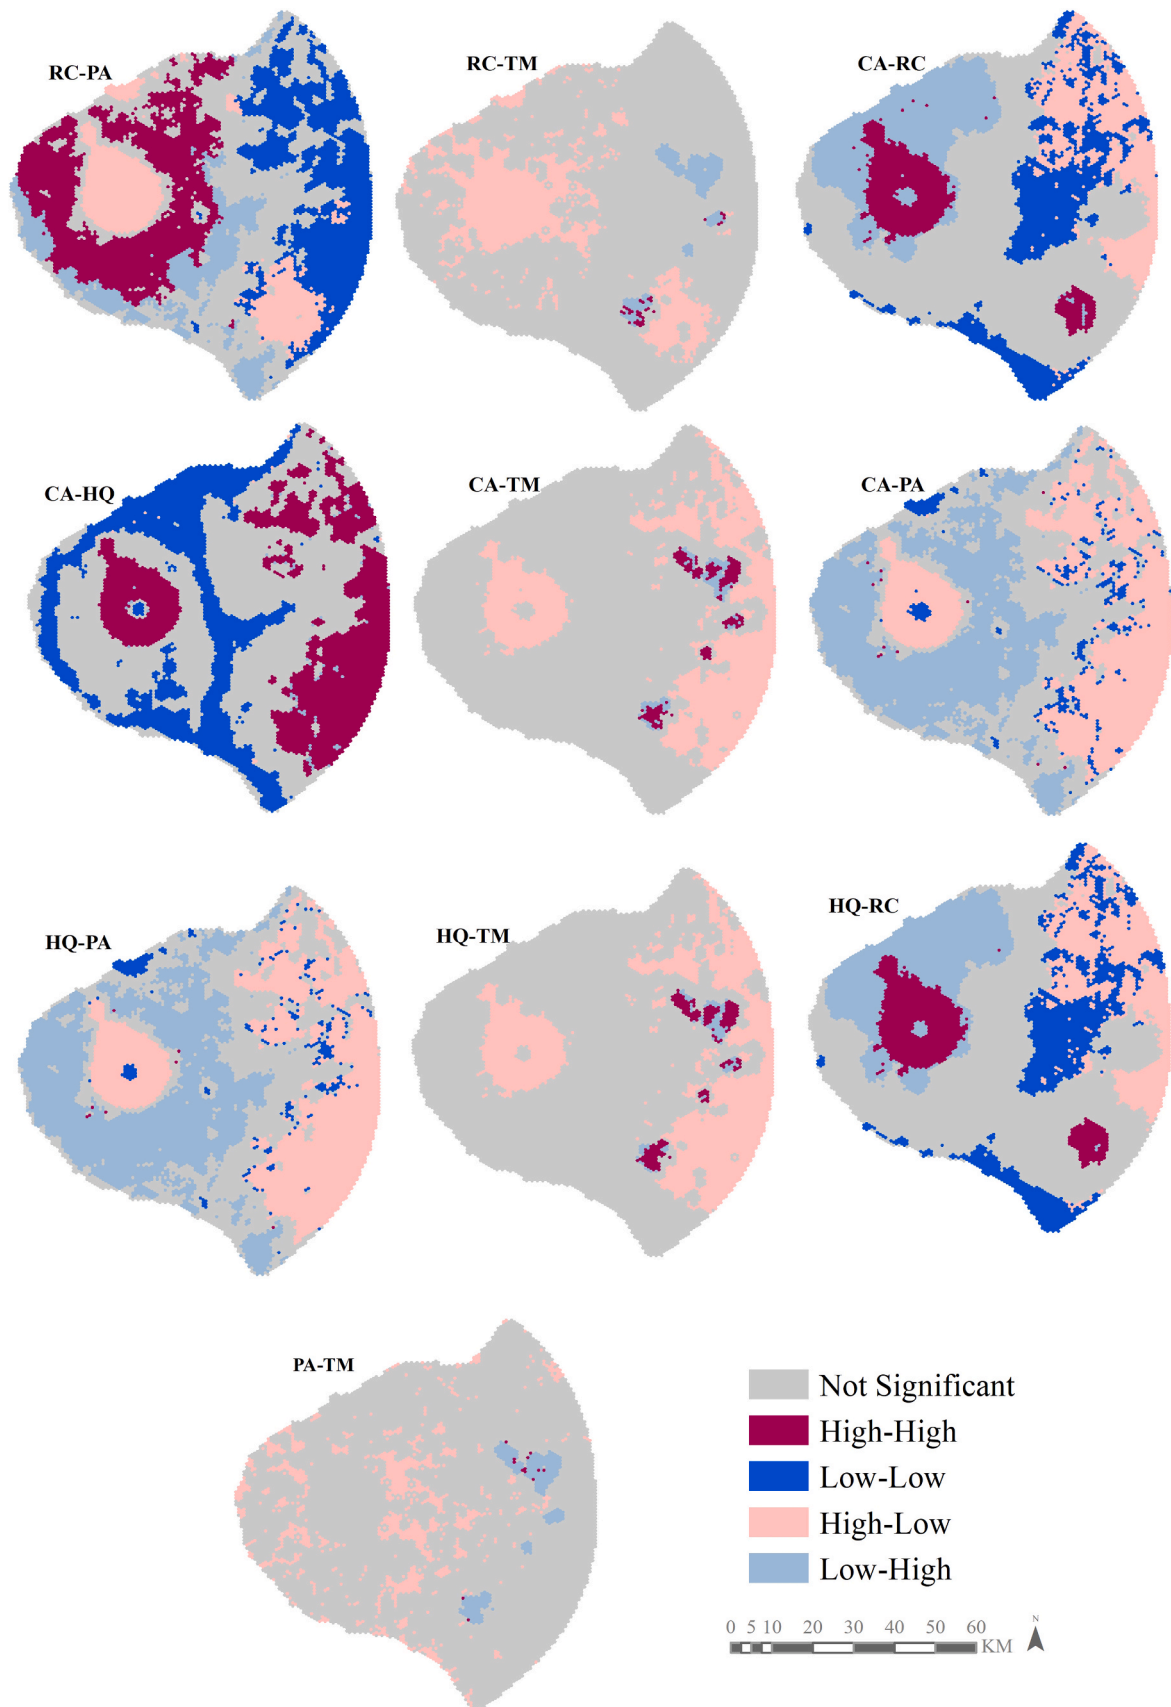 RC-PA
RC-TM
CA-RC
CA-HQ
CA-TM
CA-PA
HQ-PA
HQ-TM
HQ-RC
PA-TM
Not Significant
High-High
Low-Low
High-Low
Low-High
0 5 10 20 30 40 50 60
KM
N